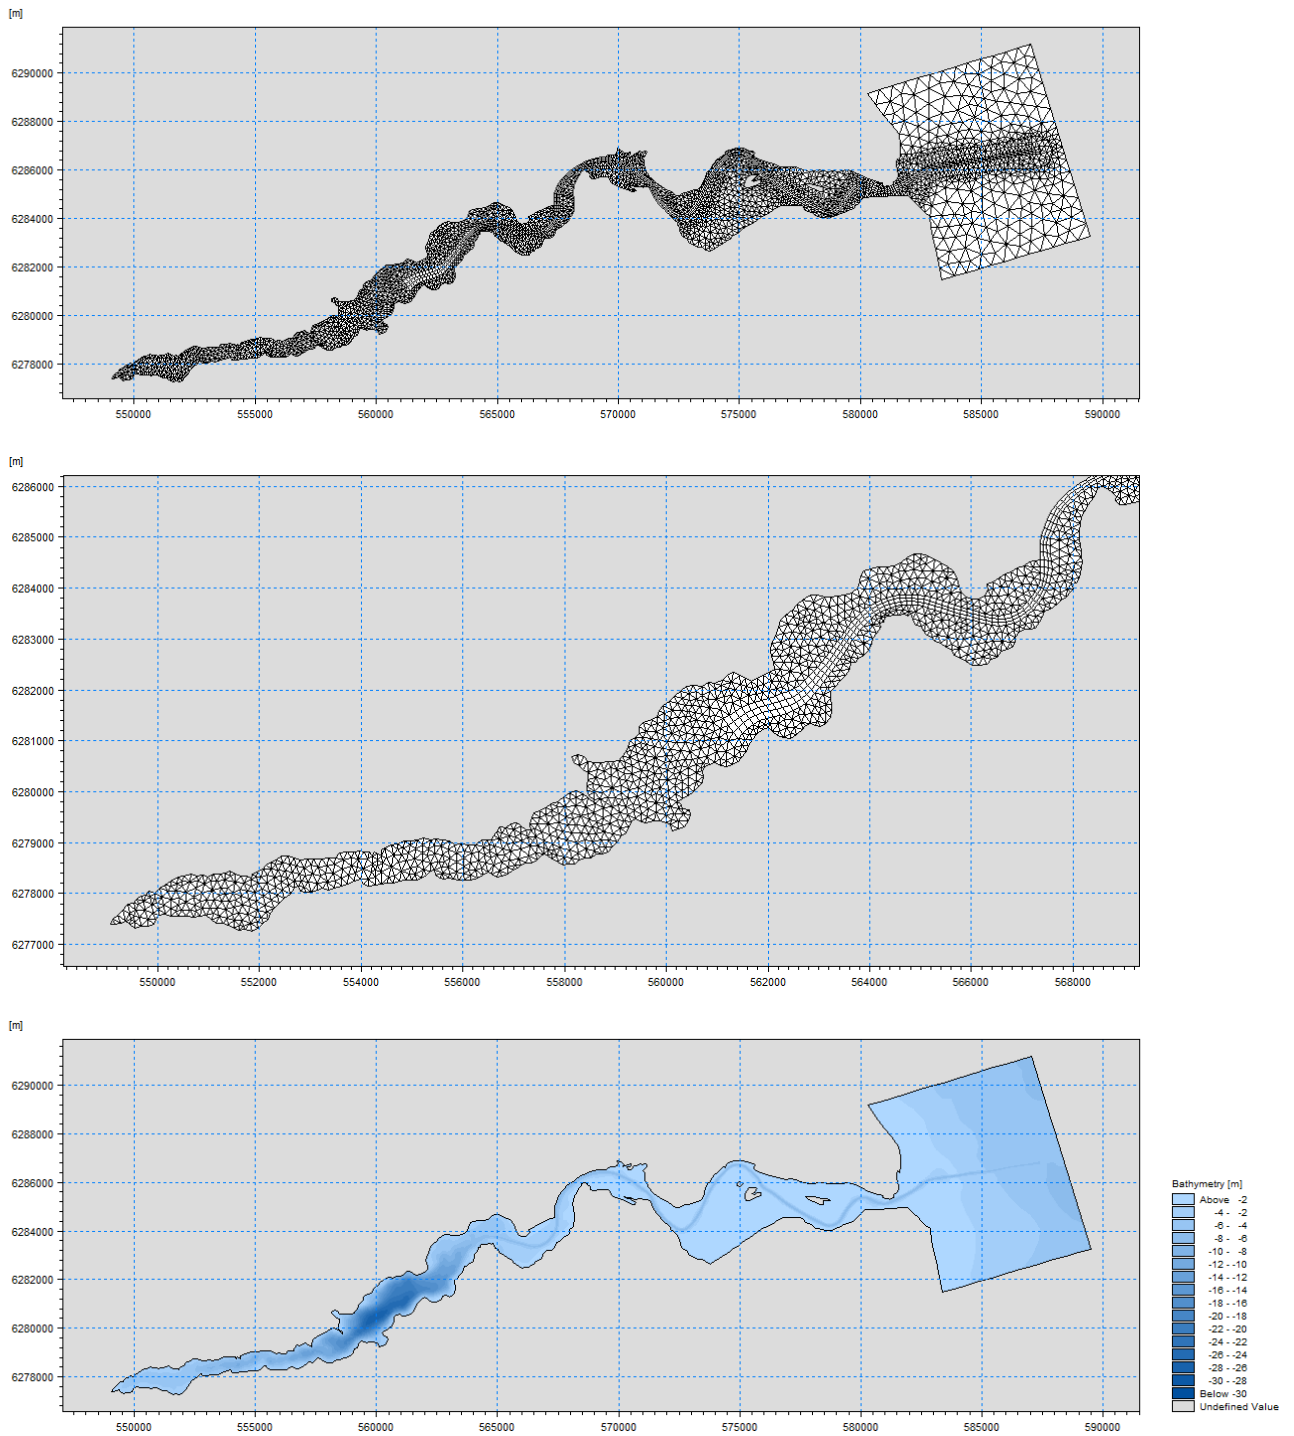 [m]
6290000
6288000
6286000
6284000
6282000
6280000
6278000
550000 555000 560000 565000 570000 575000 580000 585000 590000
[m]
6286000
6285000
6284000
6283000
6282000
6281000
6280000
6279000
6278000
6277000
550000 552000 554000 556000 558000 560000 562000 564000 566000 568000
[m]
6290000
6288000
6286000
6284000
6282000
6280000
6278000
550000 555000 560000 565000 570000 575000 580000 585000 590000
Bathymetry [m]
Above -2
-4 - -2
-6 - -4
-8 - -6
-10 - -8
-12 - -10
-14 - -12
-16 - -14
-18 - -16
-20 - -18
-22 - -20
-24 - -22
-26 - -24
-28 - -26
-30 - -28
Below -30
Undefined Value